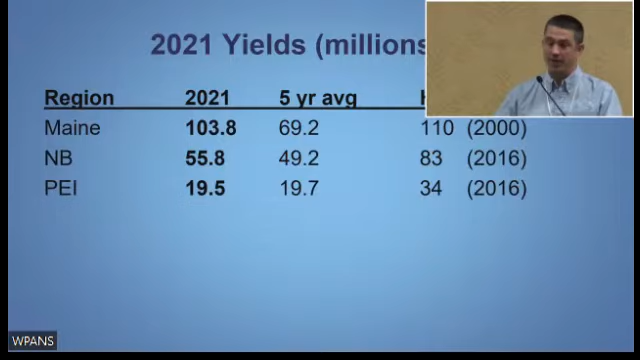 2021 Yields (millions
Region 2021 5 yr avg
Maine 103.8 69.2 110 (2000)
NB 55.8 49.2 83 (2016)
PEI 19.5 19.7 34 (2016)
WPANS